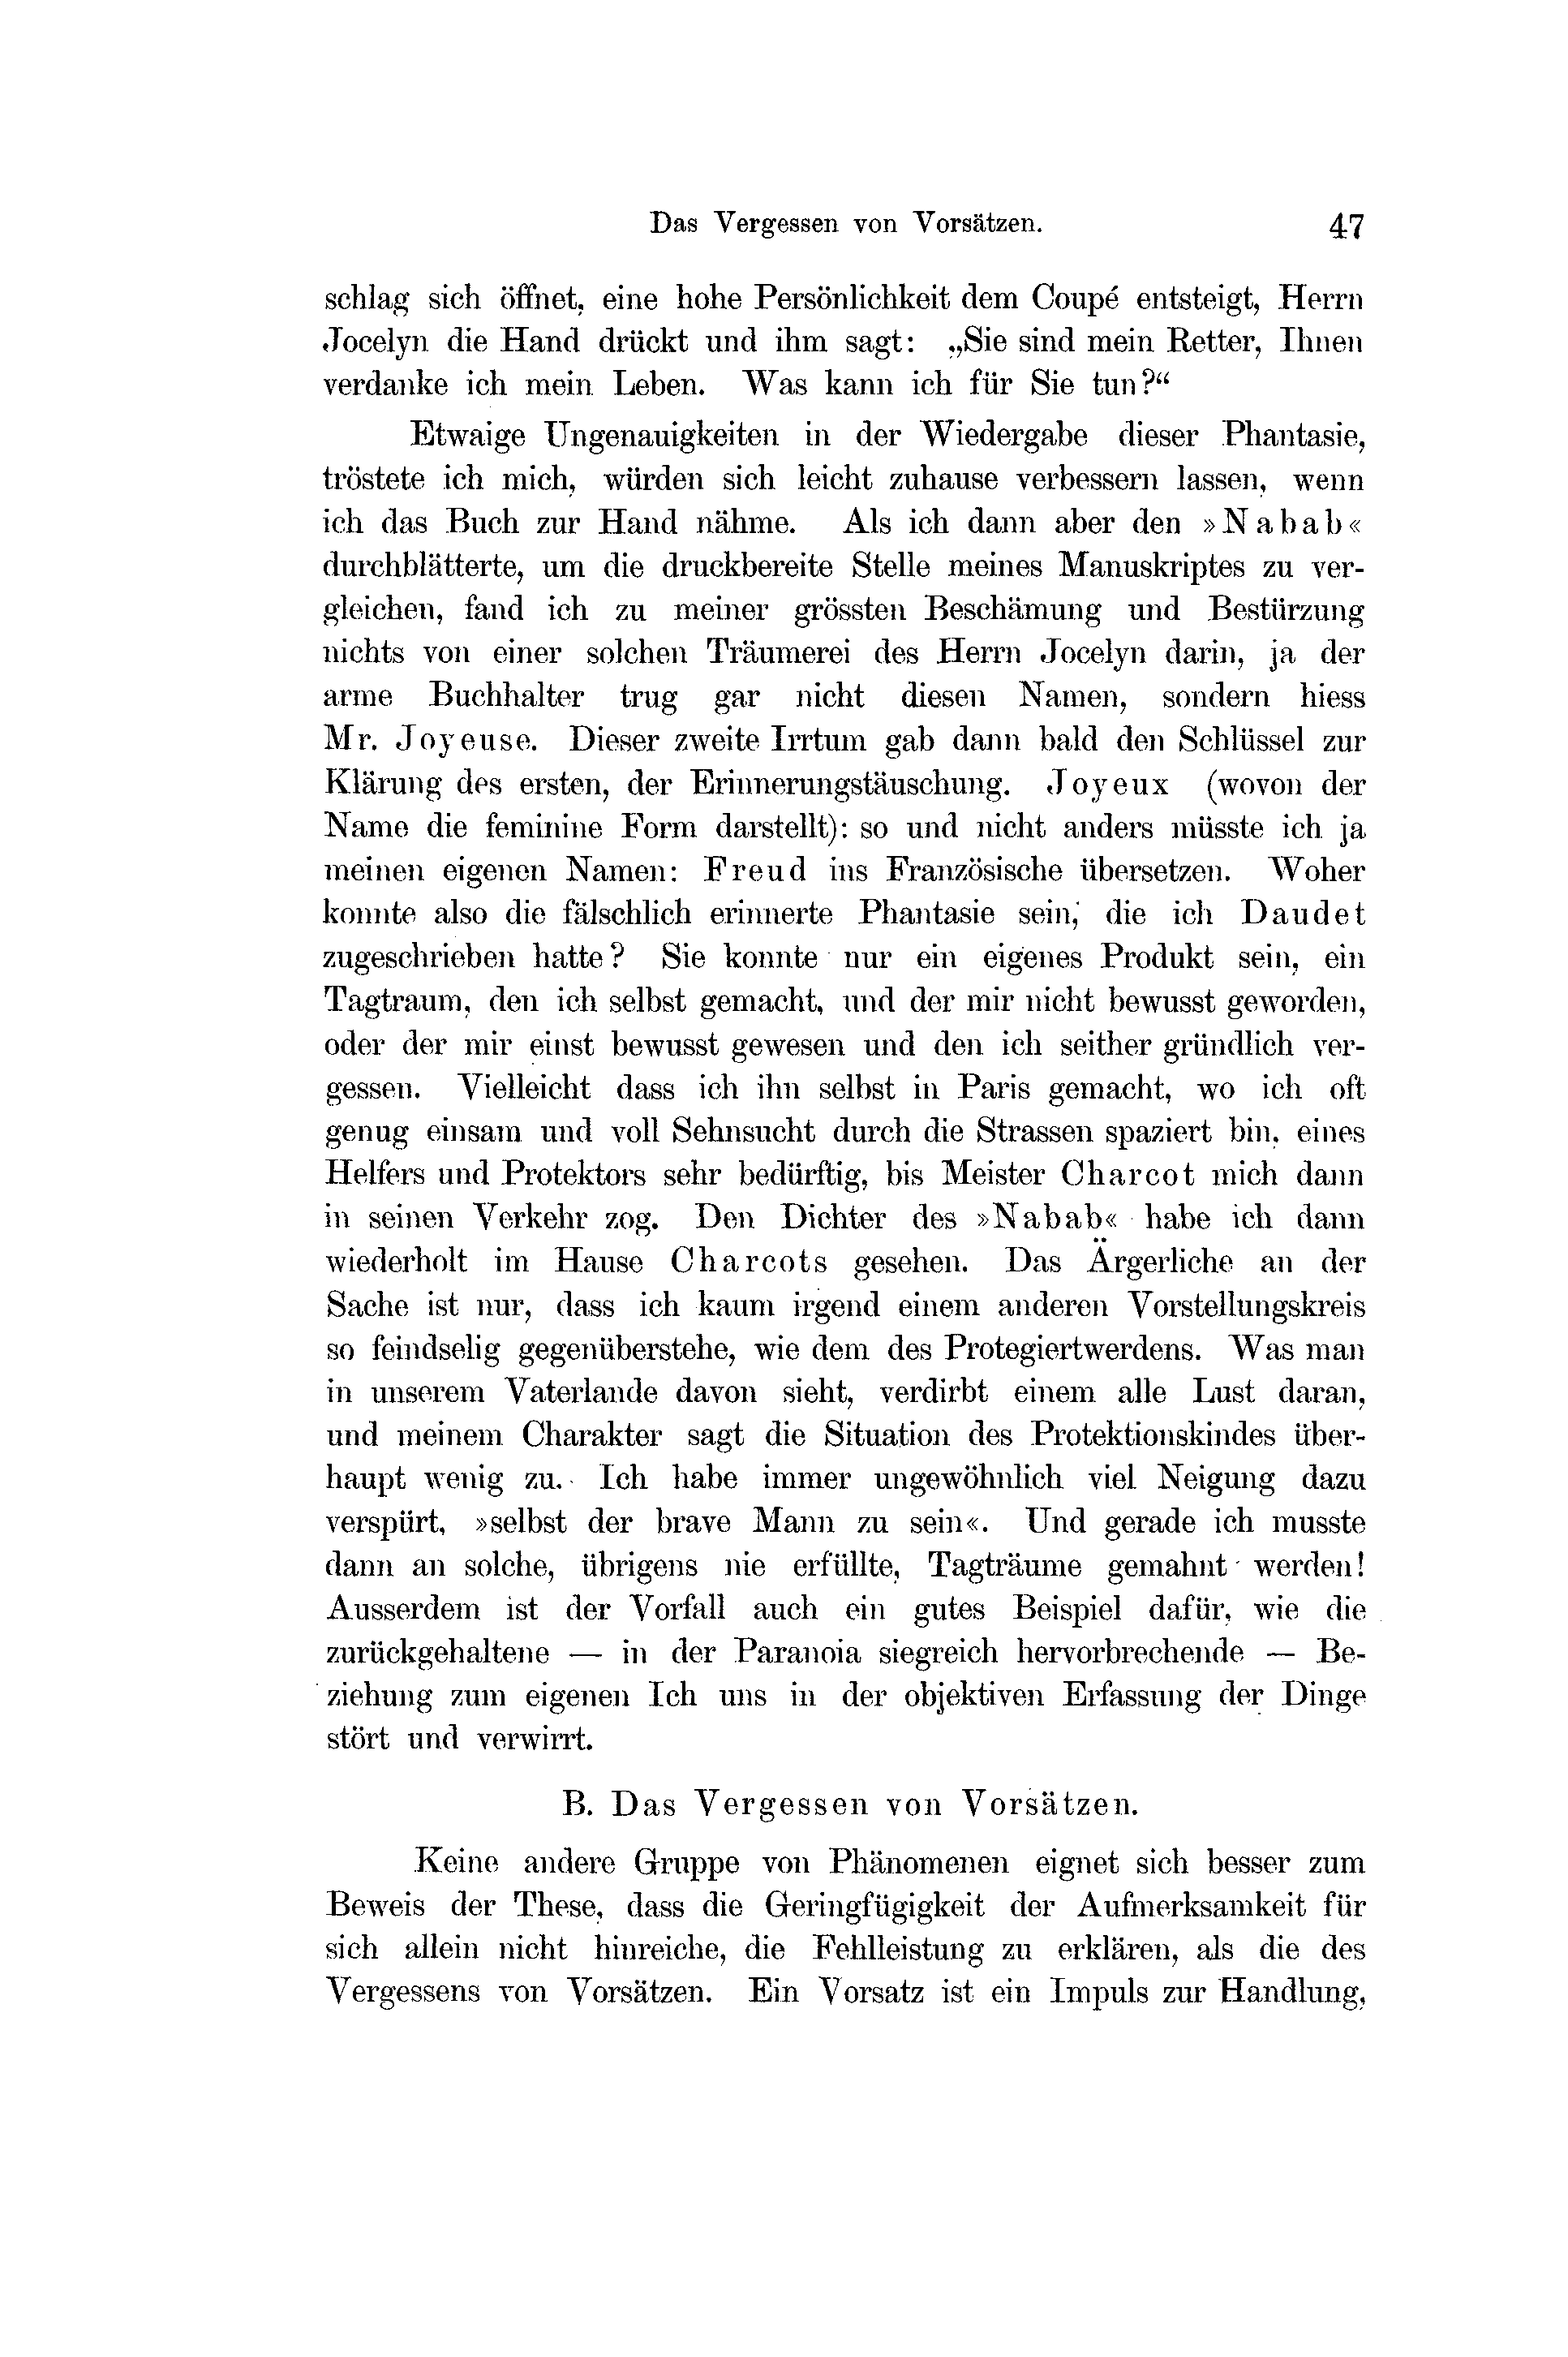 Das Vergessen von Vorsätzen. 47
schlag sich öffnet, eine hohe Persönlichkeit dem Coupé entsteigt, Herrn
Jocelyn die Hand drückt und ihm sagt: „Sie sind mein Retter, Ihnen
verdanke ich mein Leben. Was kann ich für Sie tun?“
Etwaige Ungenauigkeiten in der Wiedergabe dieser Phantasie,
tröstete ich mich, würden sich leicht zuhause verbessern lassen, wenn
ich das Buch zur Hand nähme. Als ich dann aber den »Nabab«
durchblätterte, um die druckbereite Stelle meines Manuskriptes zu ver-
gleichen, fand ich zu meiner grössten Beschämung und Bestürzung
nichts von einer solchen Träumerei des Herrn Jocelyn darin, ja der
arme Buchhalter trug gar nicht diesen Namen, sondern hiess
Mr. Joyeuse. Dieser zweite Irrtum gab dann bald den Schlüssel zur
Klärung des ersten, der Erinnerungstäuschung. Joyeux (wovon der
Name die feminine Form darstellt): so und nicht anders müsste ich ja
meinen eigenen Namen: Freud ins Französische übersetzen. Woher
konnte also die fälschlich erinnerte Phantasie sein, die ich Daudet
zugeschrieben hatte? Sie konnte nur ein eigenes Produkt sein, ein
Tagtraum, den ich selbst gemacht, und der mir nicht bewusst geworden,
oder der mir einst bewusst gewesen und den ich seither gründlich ver-
gessen. Vielleicht dass ich ihn selbst in Paris gemacht, wo ich oft
genug einsam und voll Sehnsucht durch die Strassen spaziert bin, eines
Helfers und Protektors sehr bedürftig, bis Meister Charcot mich dann
in seinen Verkehr zog. Den Dichter des »Nabab« habe ich dann
wiederholt im Hause Charcots gesehen. Das Ärgerliche an der
Sache ist nur, dass ich kaum irgend einem anderen Vorstellungskreis
so feindselig gegenüberstehe, wie dem des Protegiertwerdens. Was man
in unserem Vaterlande davon sieht, verdirbt einem alle Lust daran,
und meinem Charakter sagt die Situation des Protektionskindes über-
haupt wenig zu. Ich habe immer ungewöhnlich viel Neigung dazu
verspürt, »selbst der brave Mann zu sein«. Und gerade ich musste
dann an solche, übrigens nie erfüllte, Tagträume gemahnt werden!
Ausserdem ist der Vorfall auch ein gutes Beispiel dafür, wie die
zurückgehaltene — in der Paranoia siegreich hervorbrechende — Be-
ziehung zum eigenen Ich uns in der objektiven Erfassung der Dinge
stört und verwirrt.
B. Das Vergessen von Vorsätzen.
Keine andere Gruppe von Phänomenen eignet sich besser zum
Beweis der These, dass die Geringfügigkeit der Aufmerksamkeit für
sich allein nicht hinreiche, die Fehlleistung zu erklären, als die des
Vergessens von Vorsätzen. Ein Vorsatz ist ein Impuls zur Handlung,